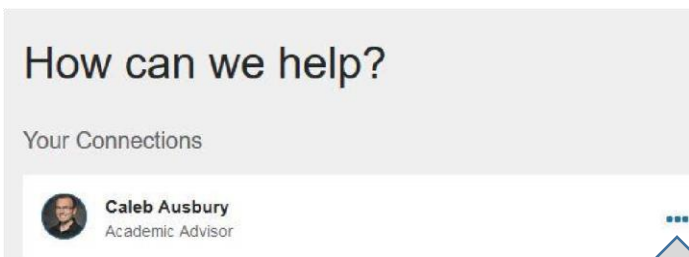 How can we help?
Your Connections
Caleb Ausbury
Academic Advisor